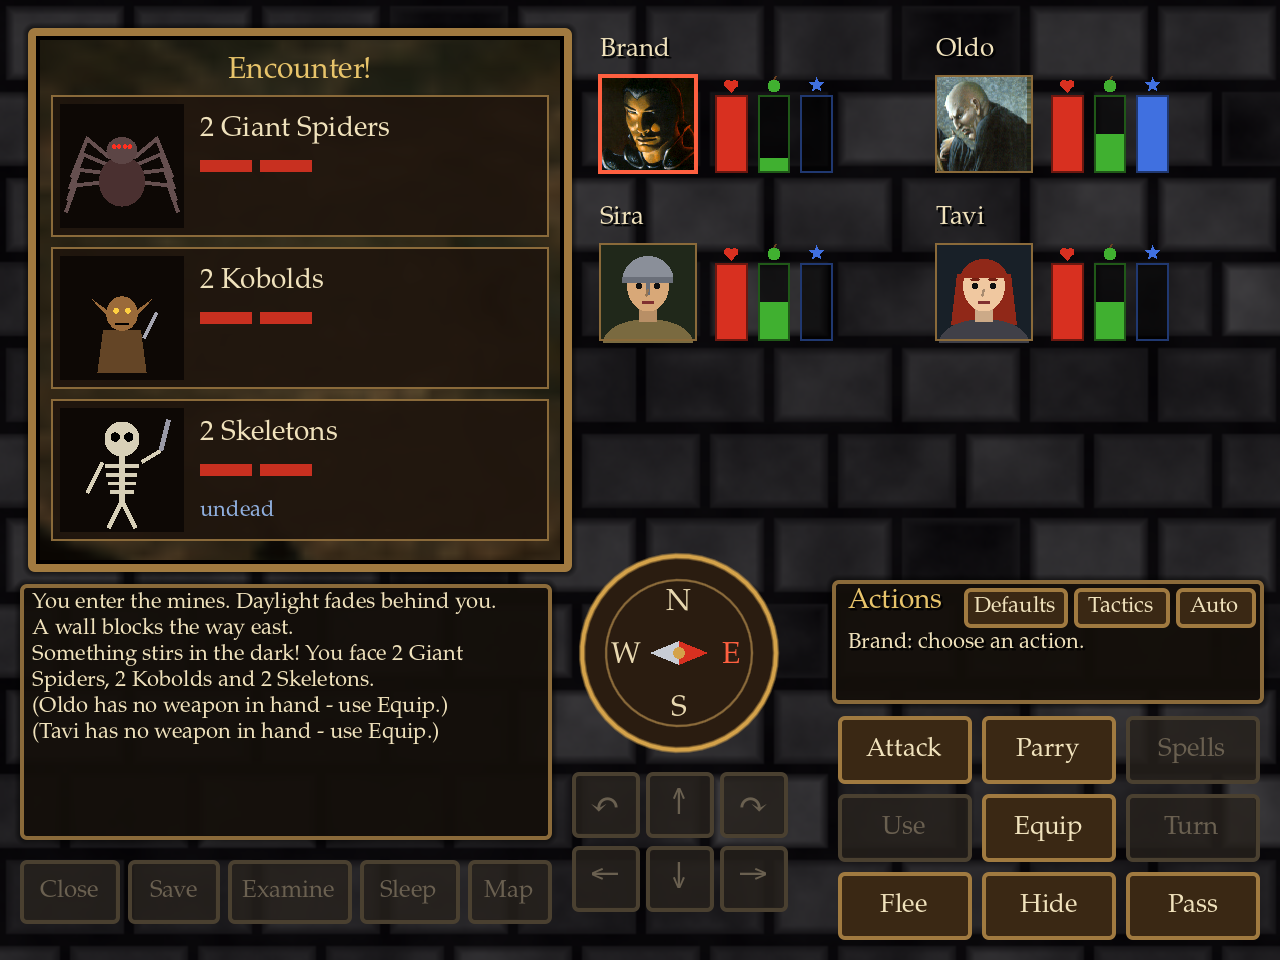 Encounter!
2 Giant Spiders
2 Kobolds
2 Skeletons
undead
Brand
Oldo
Sira
Tavi
You enter the mines. Daylight fades behind you.
A wall blocks the way east.
Something stirs in the dark! You face 2 Giant
Spiders, 2 Kobolds and 2 Skeletons.
(Oldo has no weapon in hand - use Equip.)
(Tavi has no weapon in hand - use Equip.)
Close Save Examine Sleep Map
N
W E
S
Actions Defaults Tactics Auto
Brand: choose an action.
Attack Parry Spells
Use Equip Turn
Flee Hide Pass